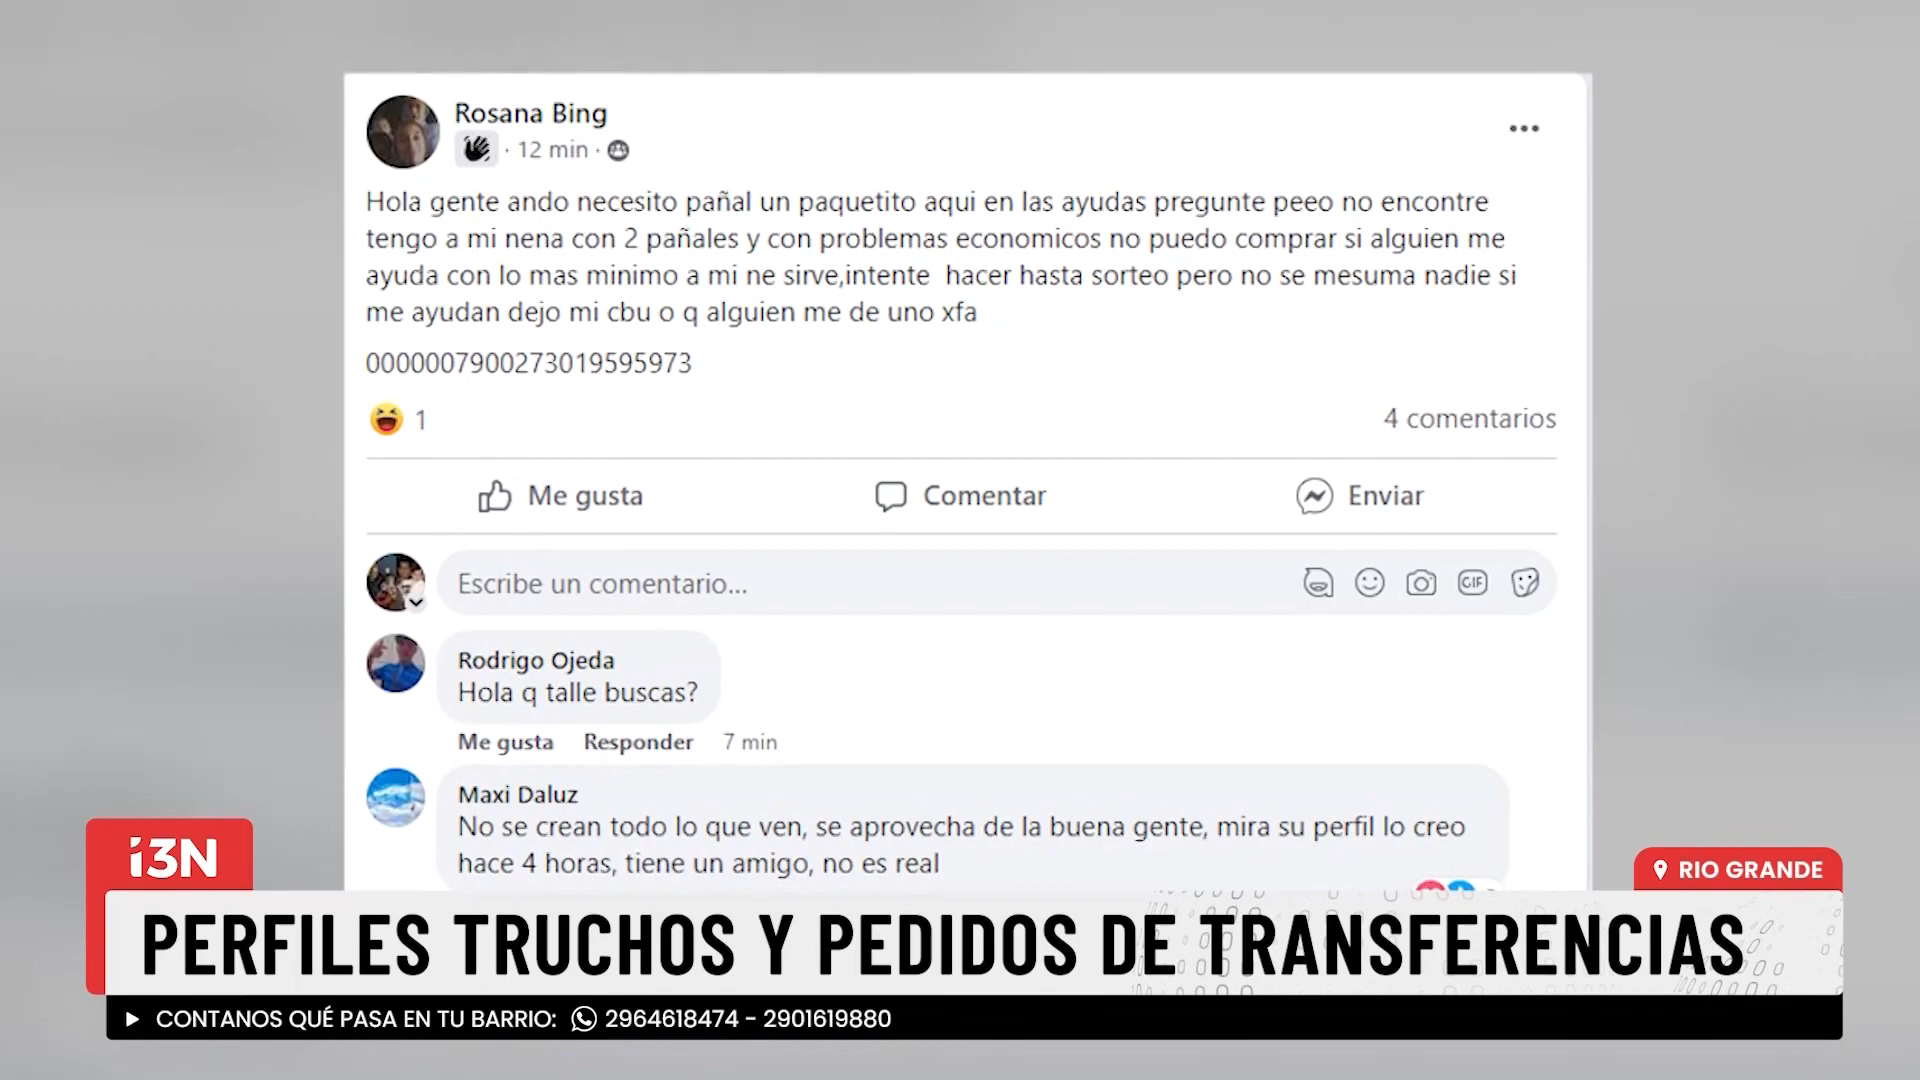 Rosana Bing
· 12 min ·
Hola gente ando necesito pañal un paquetito aqui en las ayudas pregunte peeo no encontre
tengo a mi nena con 2 pañales y con problemas economicos no puedo comprar si alguien me
ayuda con lo mas minimo a mi ne sirve,intente hacer hasta sorteo pero no se mesuma nadie si
me ayudan dejo mi cbu o q alguien me de uno xfa
0000007900273019595973
1
4 comentarios
Me gusta
Comentar
Enviar
Escribe un comentario...
GIF
Rodrigo Ojeda
Hola q talle buscas?
Me gusta Responder 7 min
Maxi Daluz
No se crean todo lo que ven, se aprovecha de la buena gente, mira su perfil lo creo
hace 4 horas, tiene un amigo, no es real
i3N
RIO GRANDE
PERFILES TRUCHOS Y PEDIDOS DE TRANSFERENCIAS
CONTANOS QUÉ PASA EN TU BARRIO: 2964618474 - 2901619880